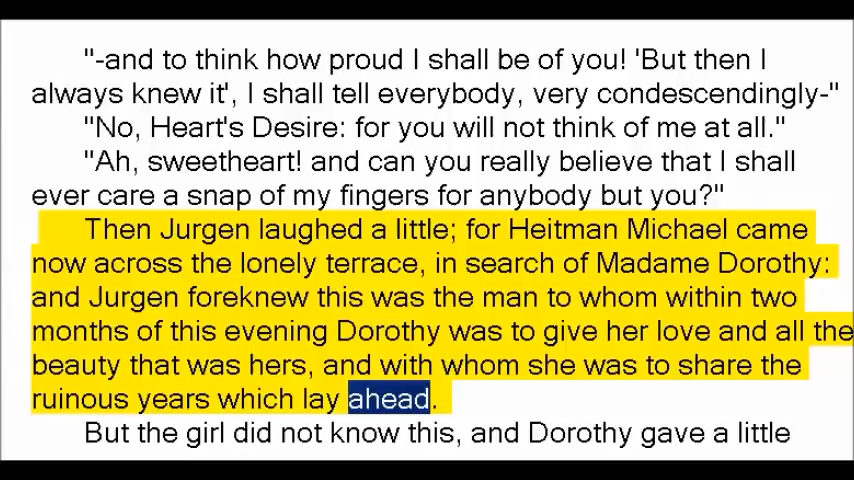 "-and to think how proud I shall be of you! 'But then I
always knew it', I shall tell everybody, very condescendingly-"
"No, Heart's Desire: for you will not think of me at all."
"Ah, sweetheart! and can you really believe that I shall
ever care a snap of my fingers for anybody but you?"
Then Jurgen laughed a little; for Heitman Michael came
now across the lonely terrace, in search of Madame Dorothy:
and Jurgen foreknew this was the man to whom within two
months of this evening Dorothy was to give her love and all the
beauty that was hers, and with whom she was to share the
ruinous years which lay ahead.
But the girl did not know this, and Dorothy gave a little